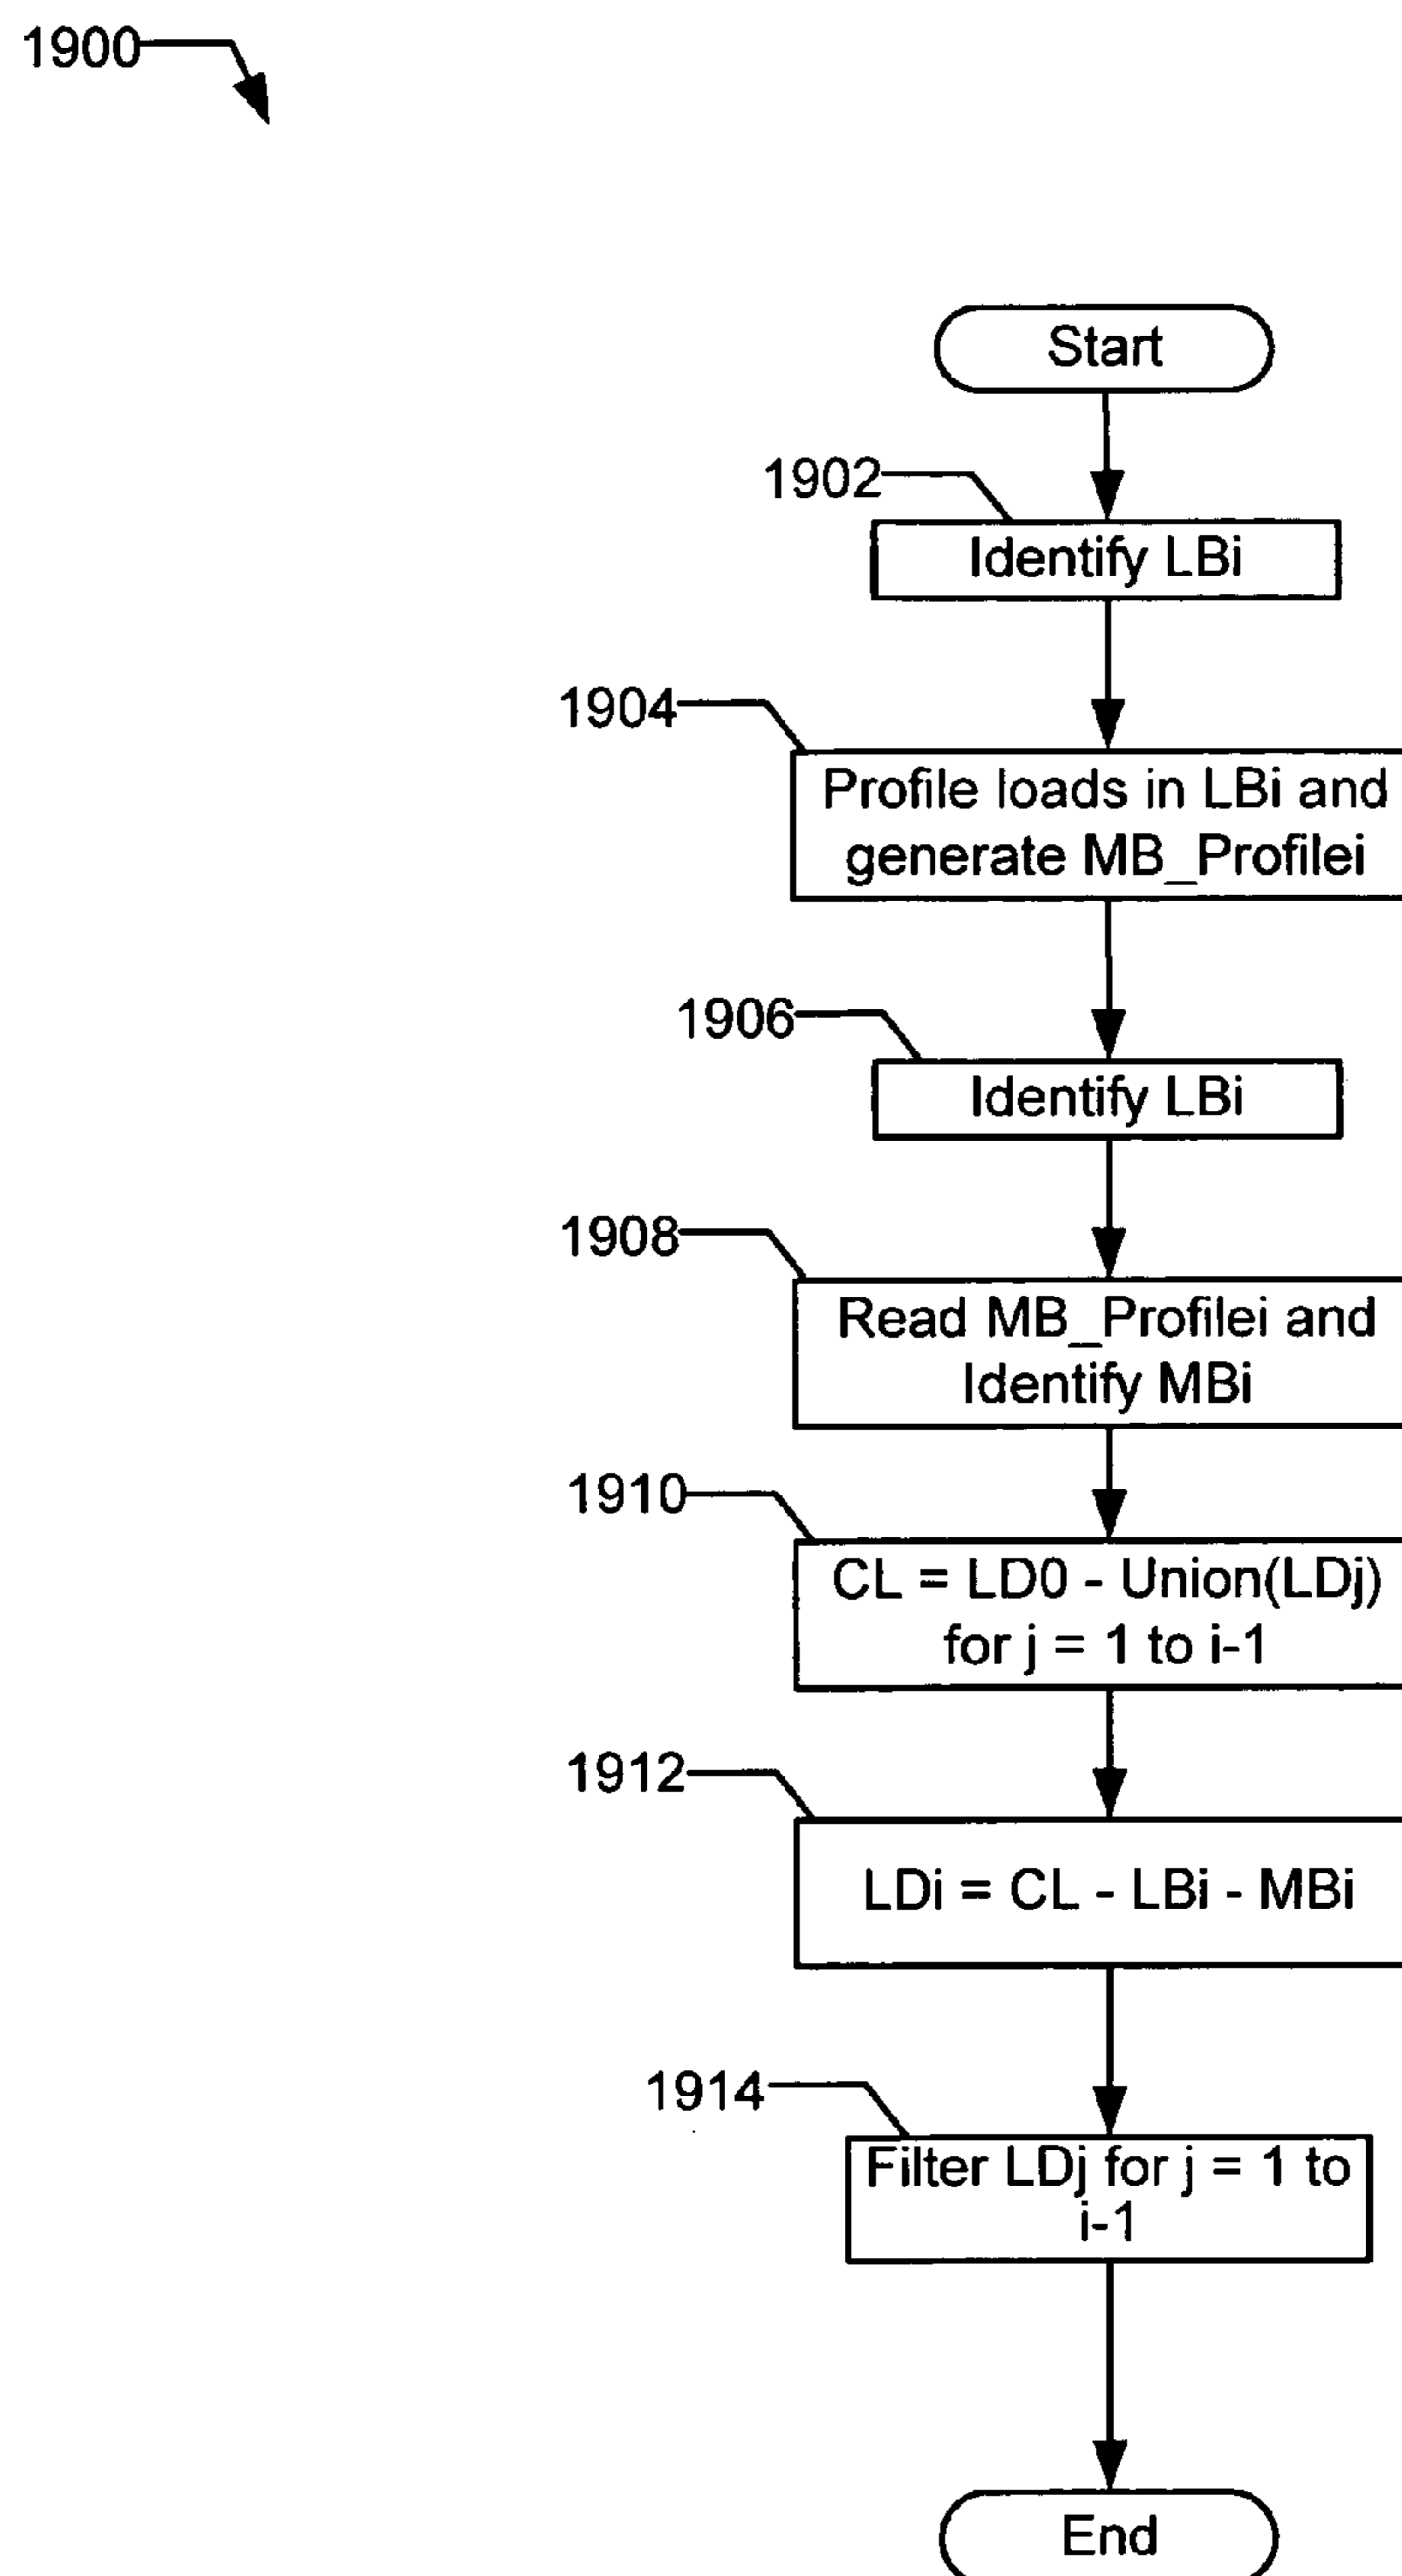 1900
Start
1902
Identify LBi
1904
Profile loads in LBi and
generate MB_Profilei
1906
Identify LBi
1908
Read MB_Profilei and
Identify MBi
1910
CL = LD0 - Union(LDj)
for j = 1 to i-1
1912
LDi = CL - LBi - MBi
1914
Filter LDj for j = 1 to
i-1
End